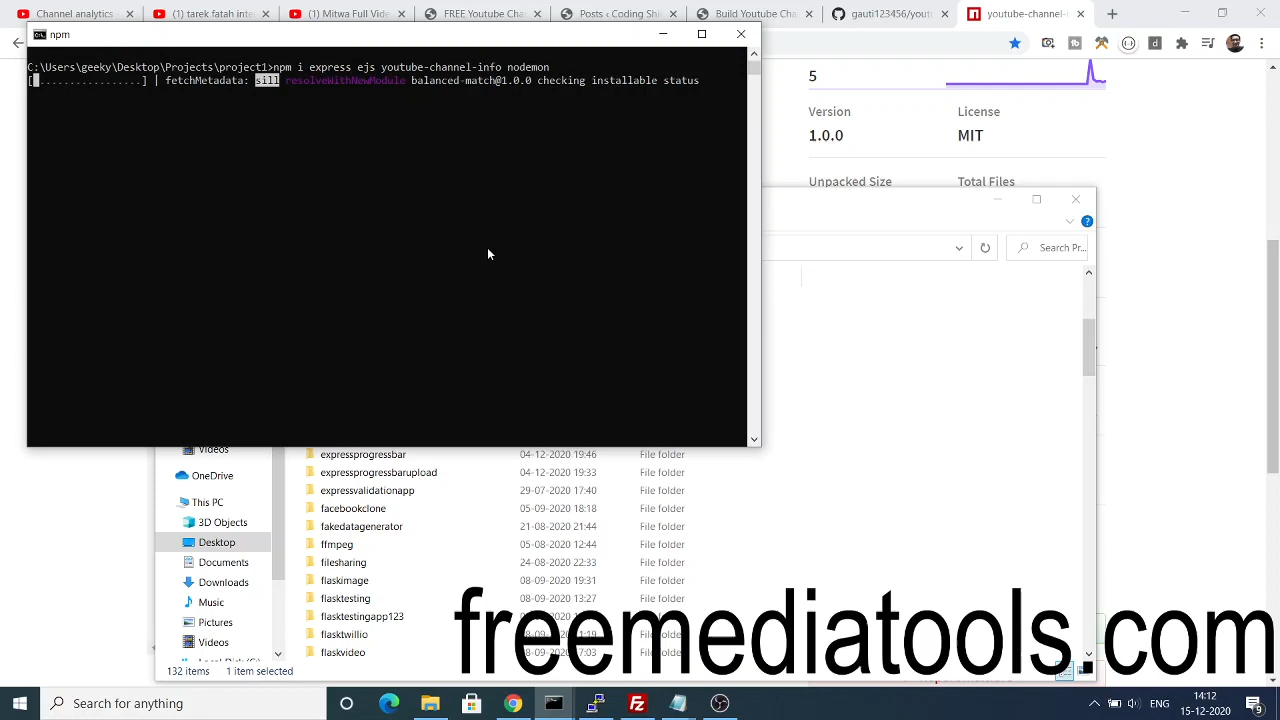 Channel analytics
(1) tarek fatah inter
(1) Mitwa Full Video
FREE Youtube Cha
Posts ‹ Coding Shi
Build Youtube Cha
gauti123456/youtu
youtube-channel-i
npm
C:\Users\geeky\Desktop\Projects\project1>npm i express ejs youtube-channel-info nodemon
[................] | fetchMetadata: sill resolveWithNewModule balanced-match@1.0.0 checking installable status
5
Version
License
1.0.0
MIT
Unpacked Size
Total Files
Search Pr...
Videos
OneDrive
This PC
3D Objects
Desktop
Documents
Downloads
Music
Pictures
Videos
expressprogressbar 04-12-2020 19:46 File folder
expressprogressbarupload 04-12-2020 19:33 File folder
expressvalidationapp 29-07-2020 17:40 File folder
facebookclone 05-09-2020 18:18 File folder
fakedatagenerator 21-08-2020 21:44 File folder
ffmpeg 05-08-2020 12:44 File folder
filesharing 24-08-2020 22:33 File folder
flaskimage 08-09-2020 19:31 File folder
flasktesting 08-09-2020 13:27 File folder
flasktestingapp123
flasktwillio
flaskvideo
132 items
1 item selected
freemediatools.com
Search for anything
14:12
15-12-2020